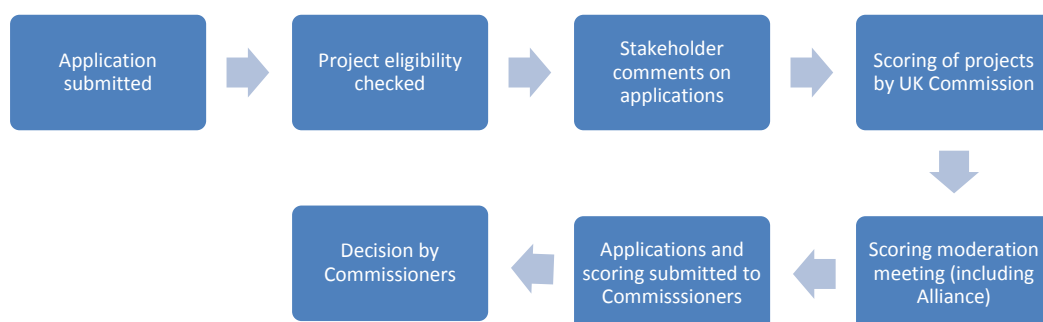 Application
submitted
Project eligibility
checked
Stakeholder
comments on
applications
Scoring of projects
by UK Commission
Scoring moderation
meeting (including
Alliance)
Applications and
scoring submitted to
Commisssioners
Decision by
Commissioners